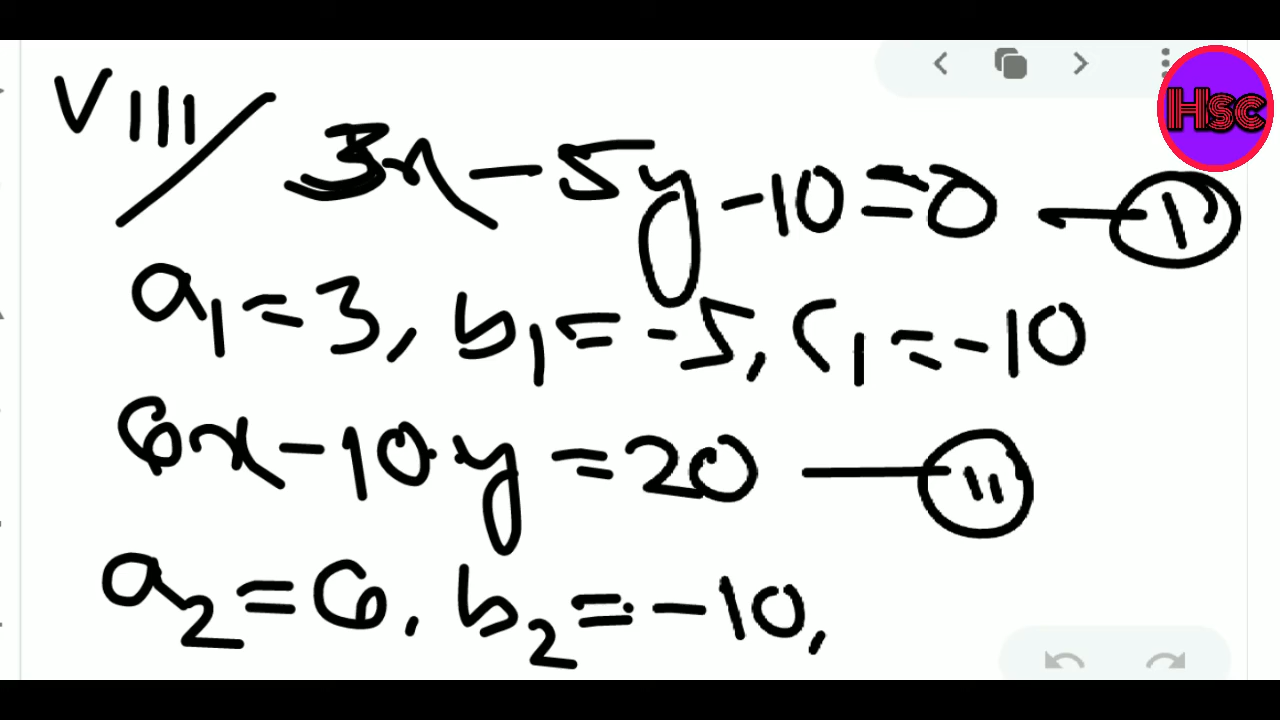 VIII/ 3x - 5y - 10 = 0 — (i)
Hsc
a₁ = 3, b₁ = -5, c₁ = -10
6x - 10y = 20 — (ii)
a₂ = 6, b₂ = -10,